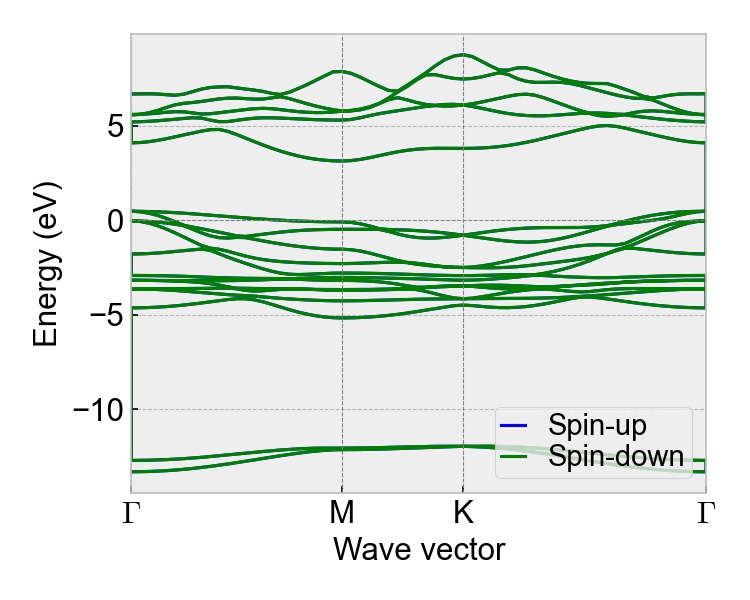 Energy (eV)
5
0
−5
−10
Spin-up
Spin-down
Γ M K Γ
Wave vector